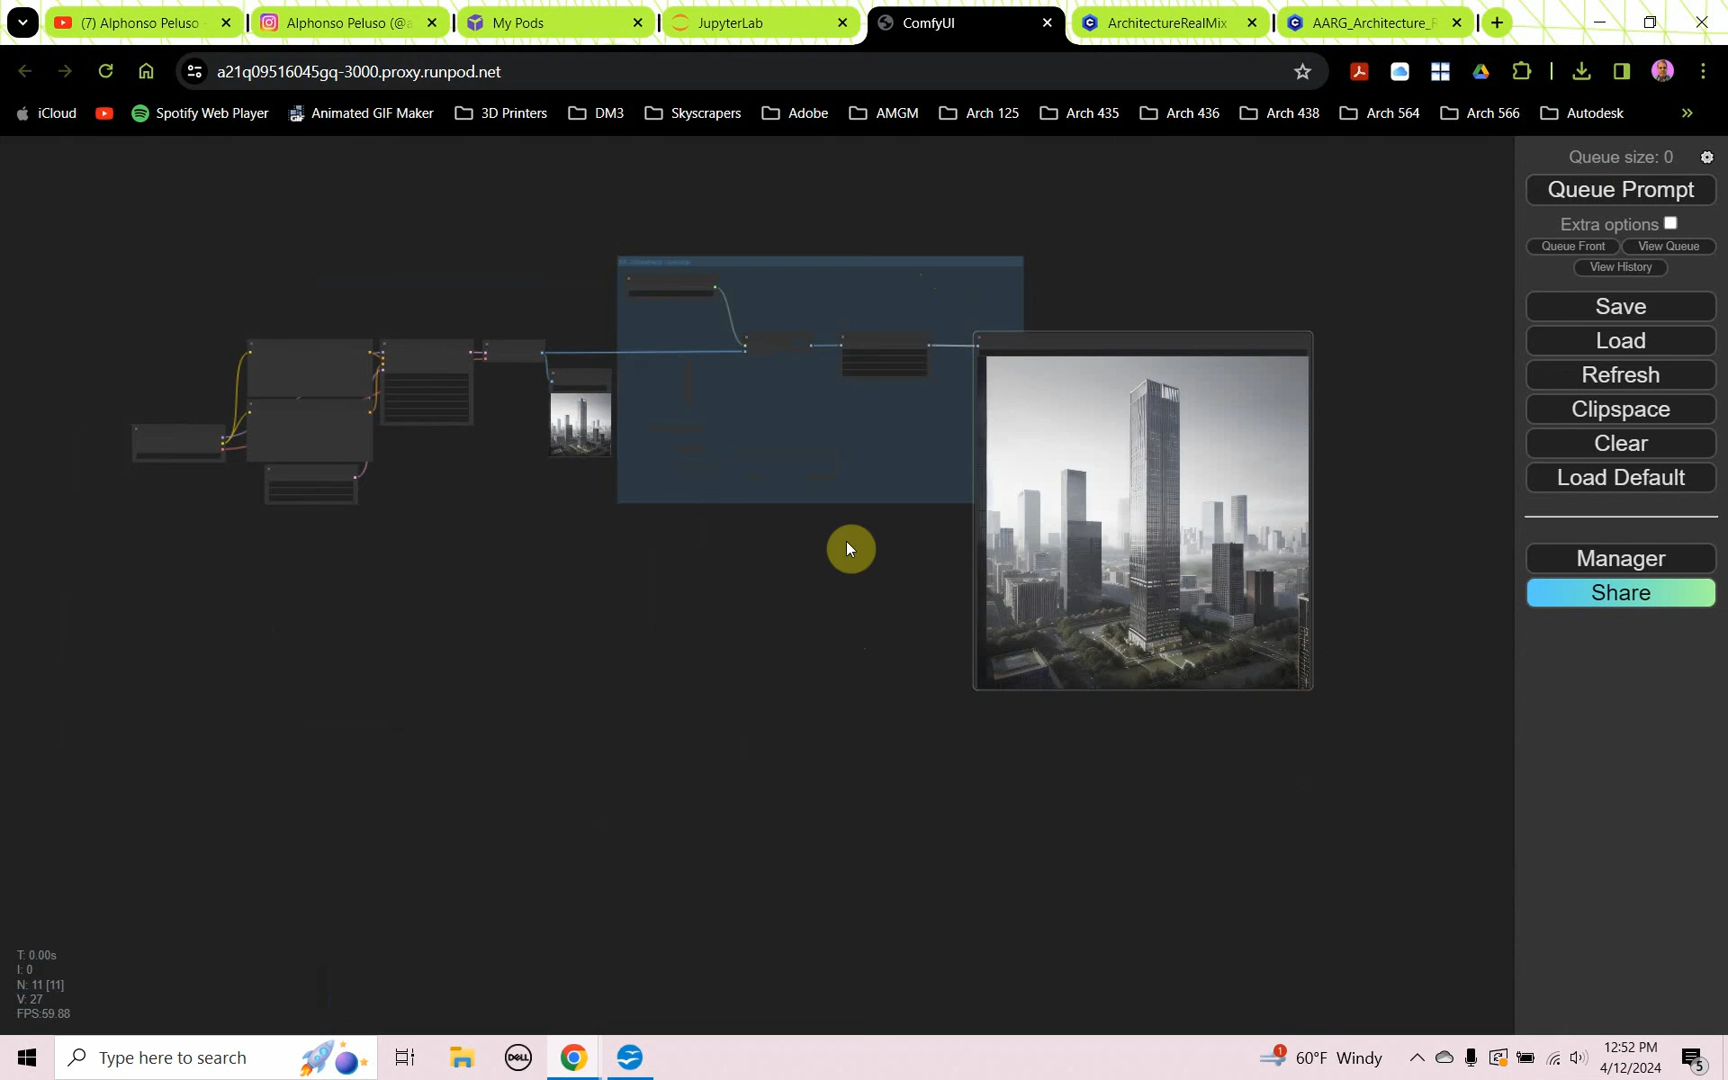 (7) Alphonso Peluso -
Alphonso Peluso (@a
My Pods
JupyterLab
ComfyUI
ArchitectureRealMix
AARG_Architecture_R
a21q09516045gq-3000.proxy.runpod.net
iCloud
Spotify Web Player
Animated GIF Maker
3D Printers
DM3
Skyscrapers
Adobe
AMGM
Arch 125
Arch 435
Arch 436
Arch 438
Arch 564
Arch 566
Autodesk
»
Queue size: 0
Queue Prompt
Extra options
Queue Front
View Queue
View History
Save
Load
Refresh
Clipspace
Clear
Load Default
Manager
Share
T: 0.00s
I: 0
N: 11 [11]
V: 27
FPS:59.88
Type here to search
DELL
1
60°F Windy
12:52 PM
4/12/2024
5